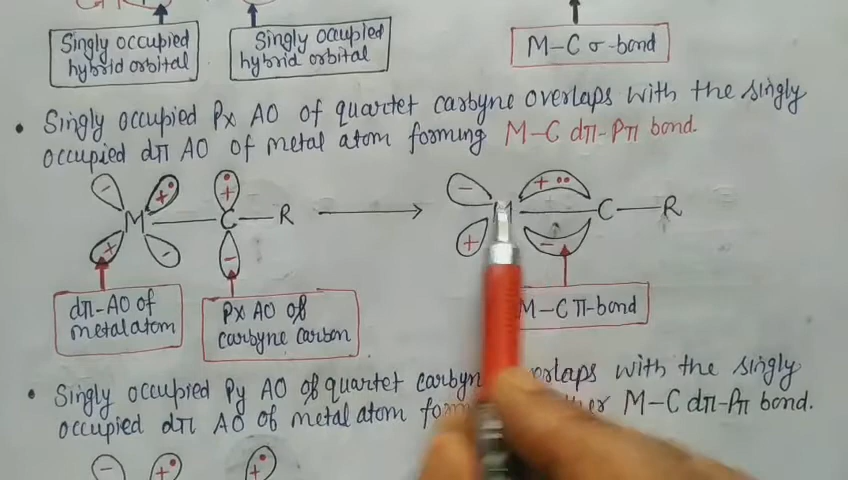 Singly occupied
hybrid orbital
Singly occupied
hybrid orbital
M-C σ-bond
• Singly occupied Px AO of quartet carbyne overlaps with the singly
occupied dπ AO of metal atom forming M-C dπ-Pπ bond.
M C-R → M C-R
dπ-AO of
metal atom
Px AO of
carbyne carbon
M-C π-bond
• Singly occupied Py AO of quartet overlaps with the singly
occupied dπ AO of metal atom M-C dπ-Pπ bond.